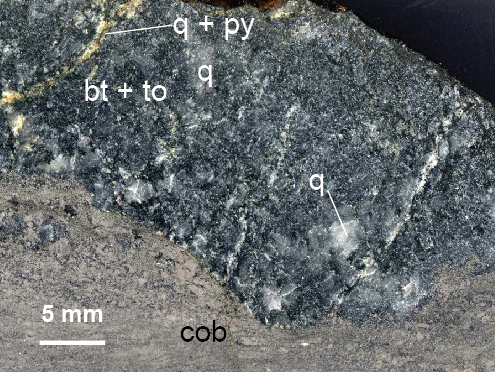 q + py
q
bt + to
q
5 mm
cob